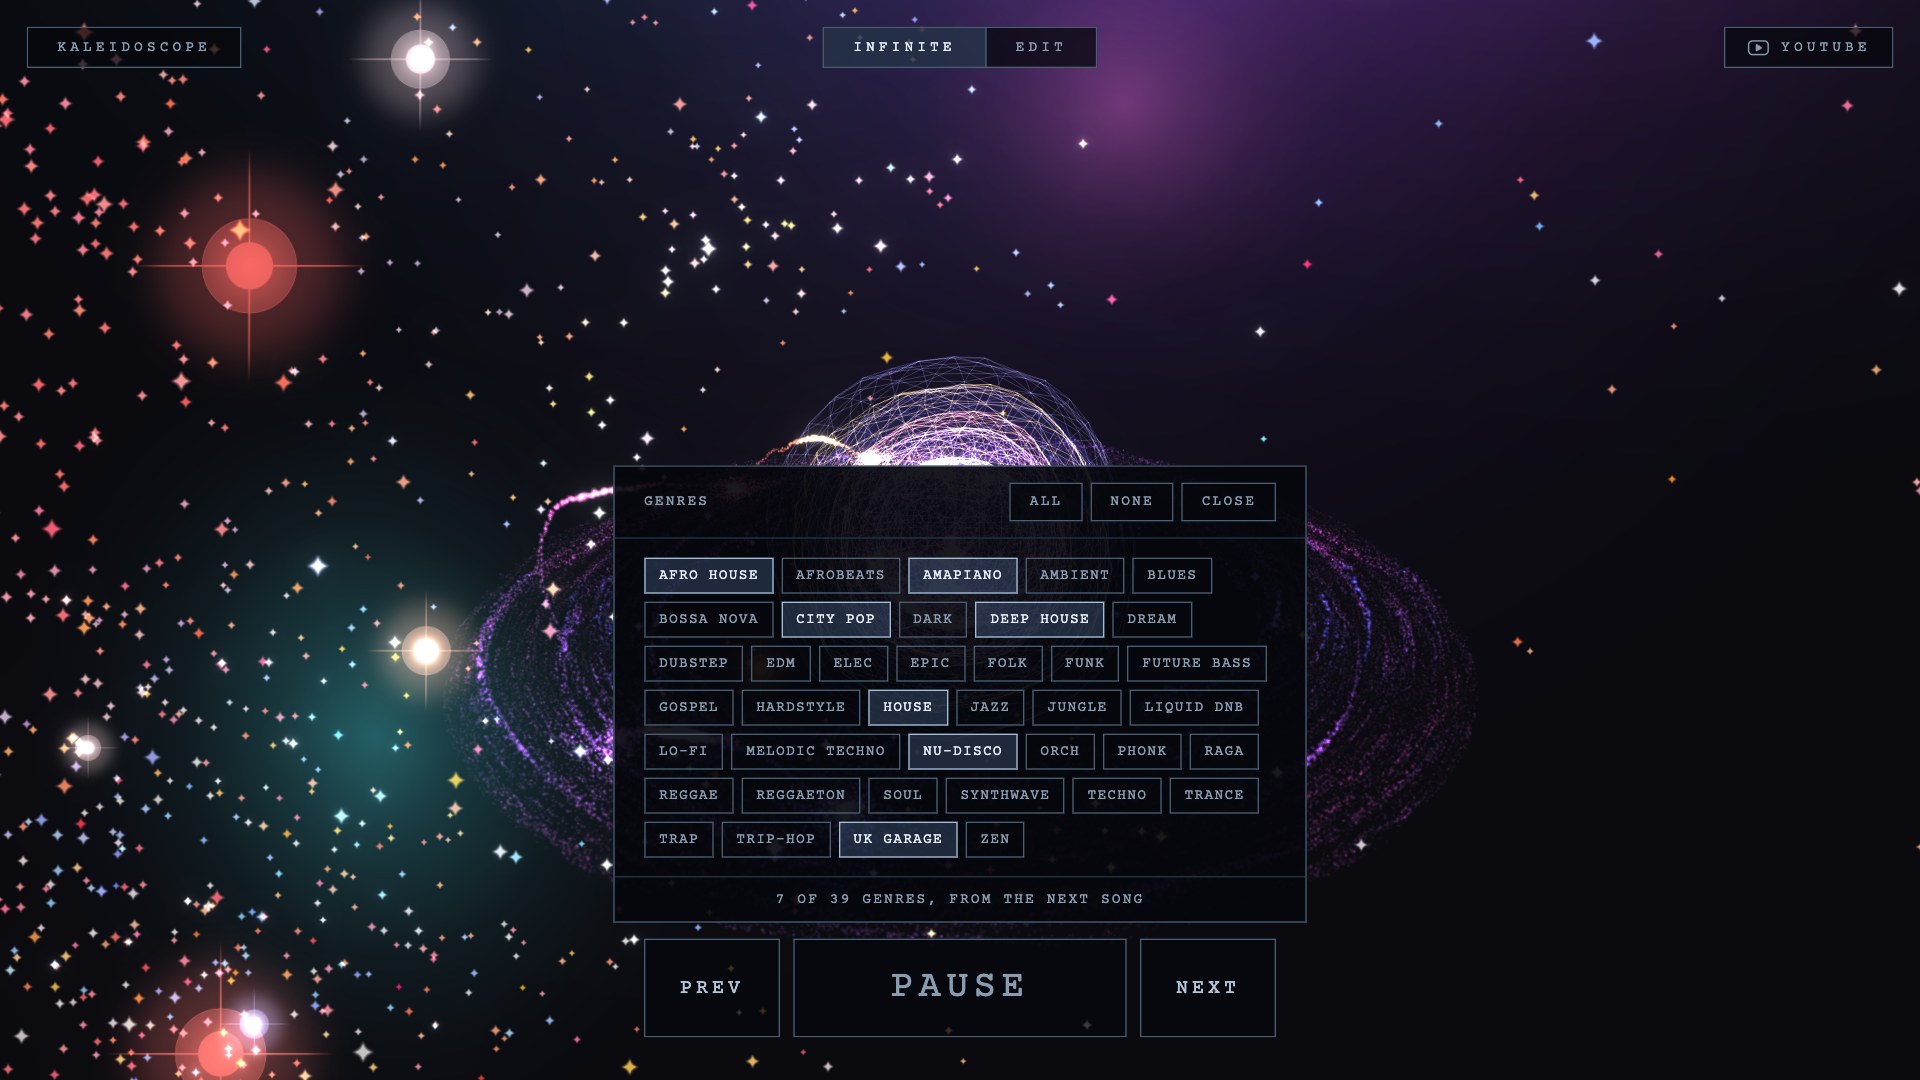 KALEIDOSCOPE INFINITE EDIT YOUTUBE
GENRES ALL NONE CLOSE
AFRO HOUSE AFROBEATS AMAPIANO AMBIENT BLUES
BOSSA NOVA CITY POP DARK DEEP HOUSE DREAM
DUBSTEP EDM ELEC EPIC FOLK FUNK FUTURE BASS
GOSPEL HARDSTYLE HOUSE JAZZ JUNGLE LIQUID DNB
LO-FI MELODIC TECHNO NU-DISCO ORCH PHONK RAGA
REGGAE REGGAETON SOUL SYNTHWAVE TECHNO TRANCE
TRAP TRIP-HOP UK GARAGE ZEN
7 OF 39 GENRES, FROM THE NEXT SONG
PREV PAUSE NEXT